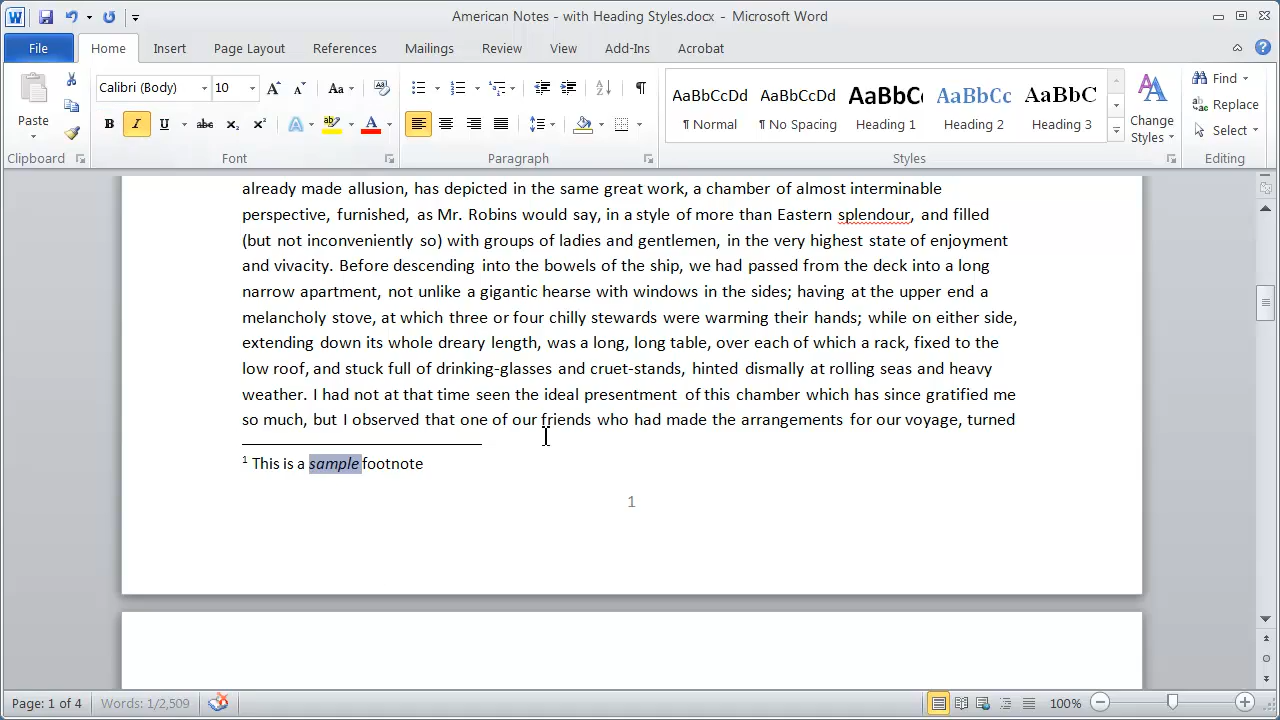 American Notes - with Heading Styles.docx - Microsoft Word
File Home Insert Page Layout References Mailings Review View Add-Ins Acrobat
Calibri (Body) 10
Paste
AaBbCcDd AaBbCcDd AaBbC AaBbCc AaBbC
¶ Normal ¶ No Spacing Heading 1 Heading 2 Heading 3
Change Styles
Find
Replace
Select
Clipboard Font Paragraph Styles Editing
already made allusion, has depicted in the same great work, a chamber of almost interminable
perspective, furnished, as Mr. Robins would say, in a style of more than Eastern splendour, and filled
(but not inconveniently so) with groups of ladies and gentlemen, in the very highest state of enjoyment
and vivacity. Before descending into the bowels of the ship, we had passed from the deck into a long
narrow apartment, not unlike a gigantic hearse with windows in the sides; having at the upper end a
melancholy stove, at which three or four chilly stewards were warming their hands; while on either side,
extending down its whole dreary length, was a long, long table, over each of which a rack, fixed to the
low roof, and stuck full of drinking-glasses and cruet-stands, hinted dismally at rolling seas and heavy
weather. I had not at that time seen the ideal presentment of this chamber which has since gratified me
so much, but I observed that one of our friends who had made the arrangements for our voyage, turned
1 This is a sample footnote
1
Page: 1 of 4 Words: 1/2,509 100%